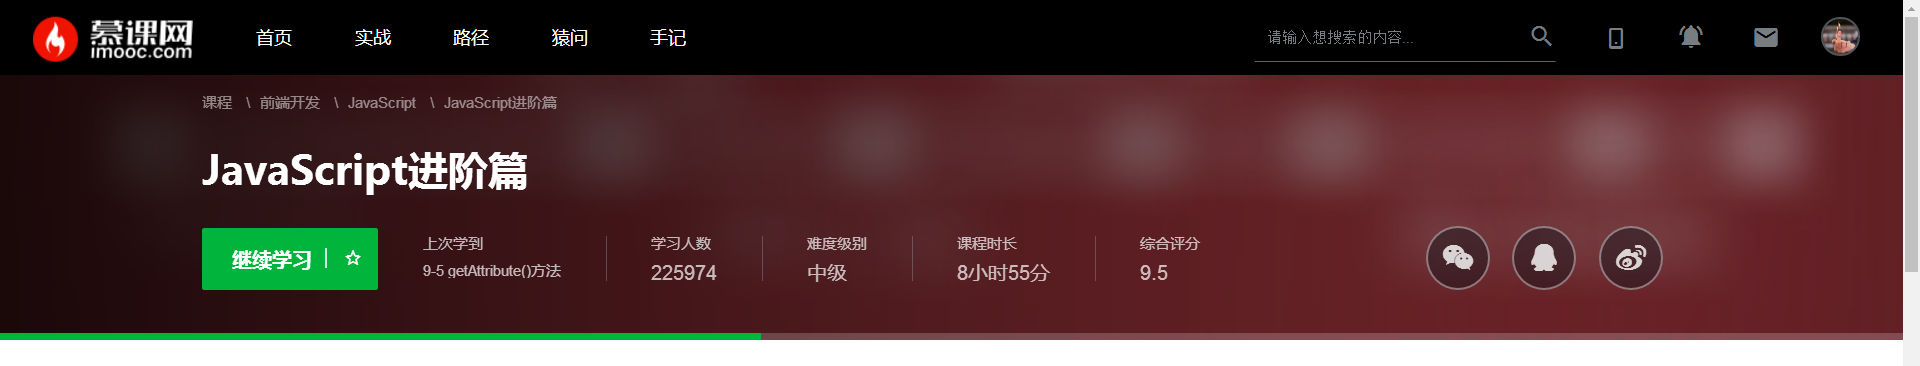 慕课网
imooc.com
首页 实战 路径 猿问 手记
请输入想搜索的内容...
课程 \ 前端开发 \ JavaScript \ JavaScript进阶篇
JavaScript进阶篇
继续学习
上次学到
9-5 getAttribute()方法
学习人数
225974
难度级别
中级
课程时长
8小时55分
综合评分
9.5